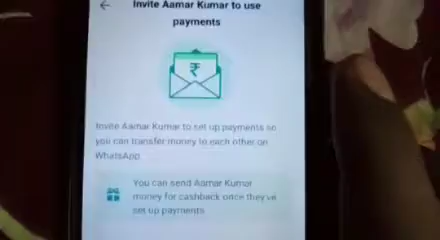 Invite Aamar Kumar to use
payments
₹
Invite Aamar Kumar to set up payments so
you can transfer money to each other on
WhatsApp.
You can send Aamar Kumar
money for cashback once they've
set up payments